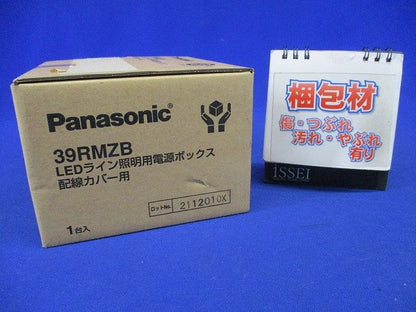 Panasonic
39RMZB
LEDライン照明用電源ボックス
配線カバー用
ロットNo.
2112010X
1台入
梱包材
傷・つぶれ
汚れ・やぶれ
有り
1SSEI